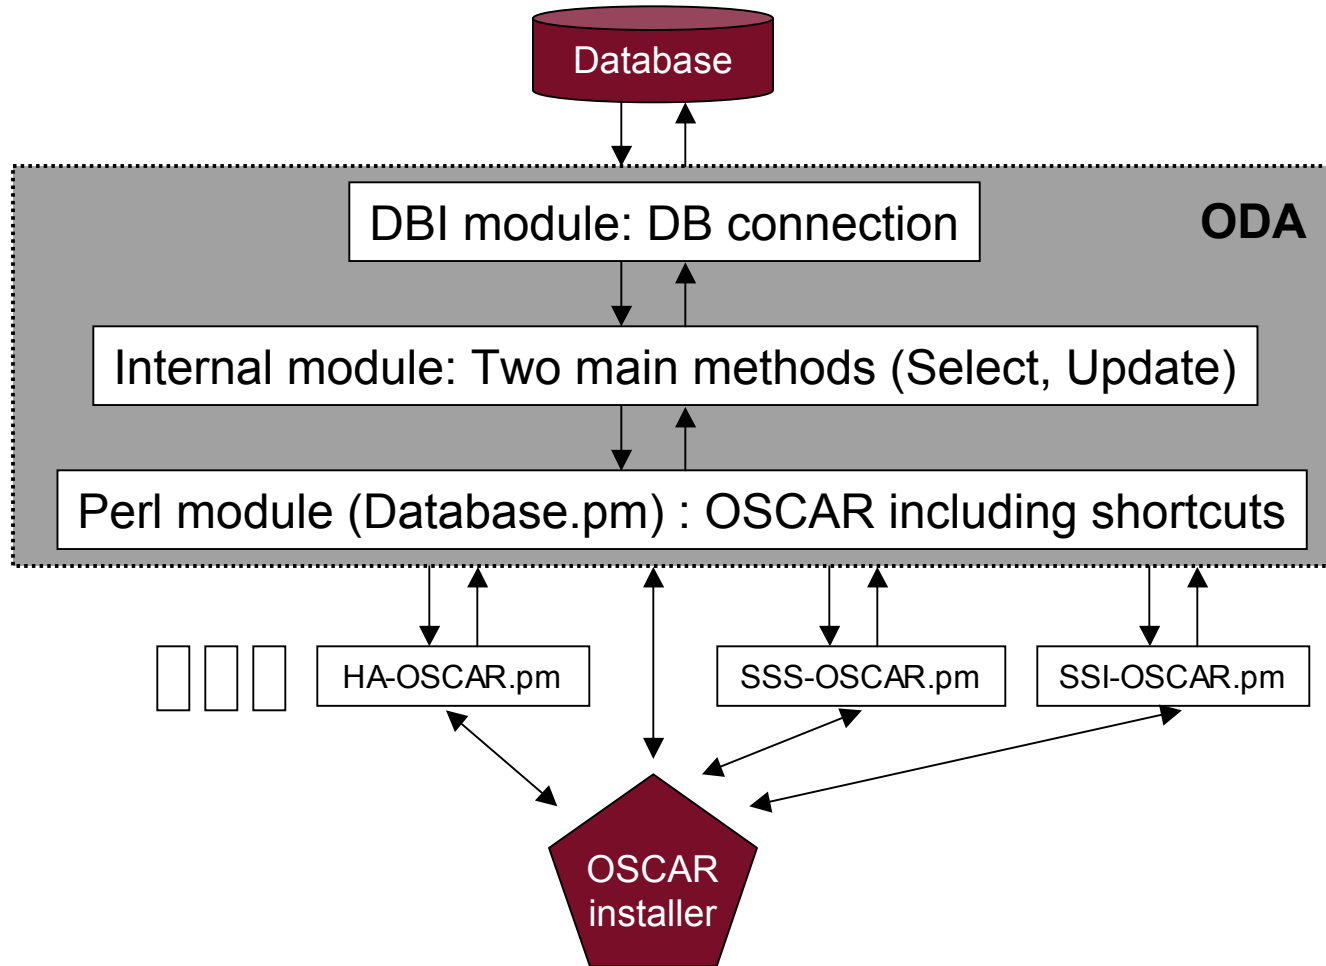 Database
ODA
DBI module: DB connection
Internal module: Two main methods (Select, Update)
Perl module (Database.pm) : OSCAR including shortcuts
HA-OSCAR.pm
SSS-OSCAR.pm
SSI-OSCAR.pm
OSCAR
installer